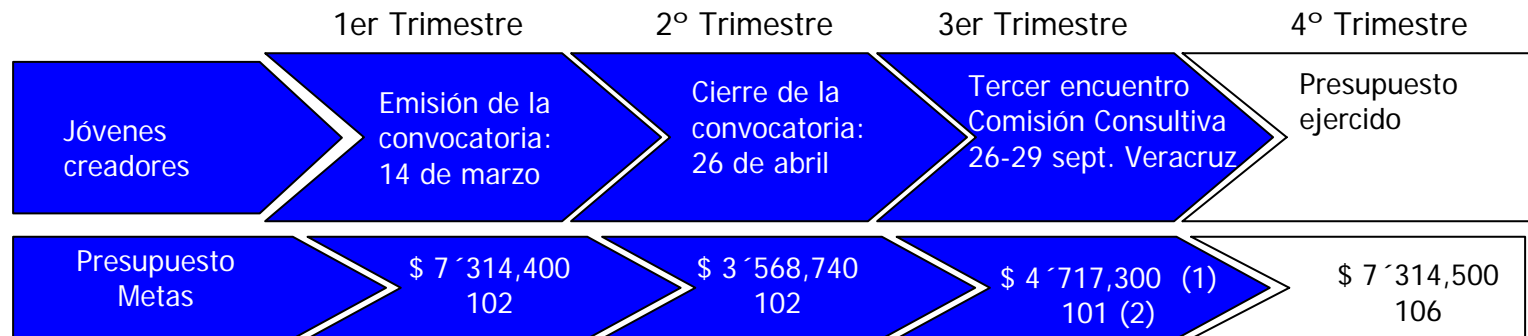 1er Trimestre
2º Trimestre
3er Trimestre
4º Trimestre
Jóvenes
creadores
Emisión de la
convocatoria:
14 de marzo
Cierre de la
convocatoria:
26 de abril
Tercer encuentro
Comisión Consultiva
26-29 sept. Veracruz
Presupuesto
ejercido
Presupuesto
Metas
$ 7´314,400
102
$ 3´568,740
102
$ 4´717,300 (1)
101 (2)
$ 7´314,500
106